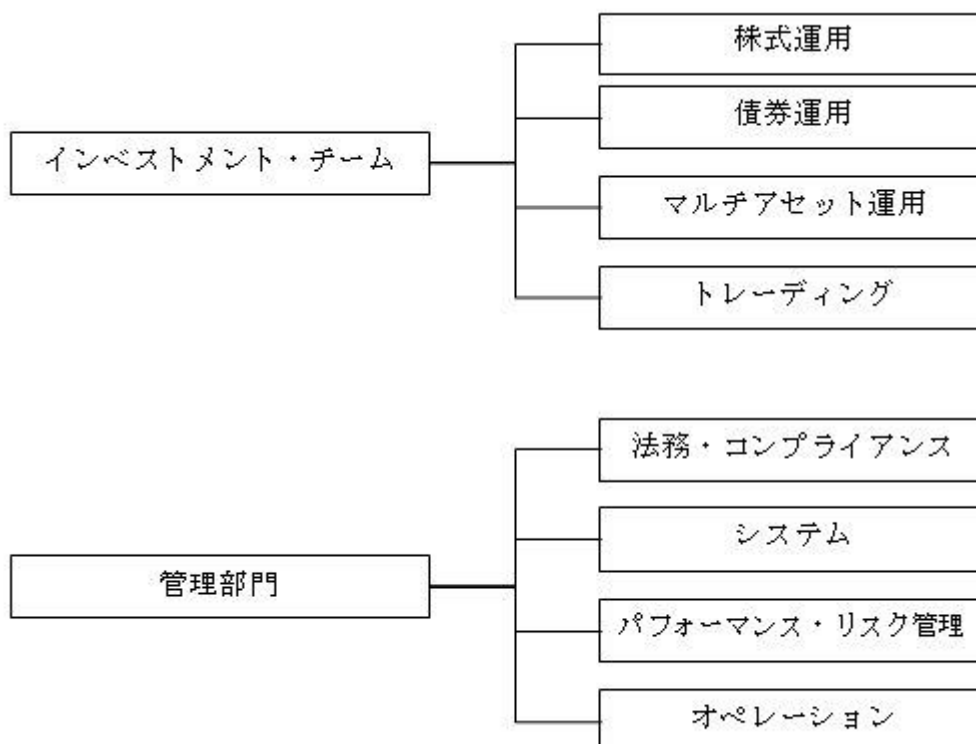 インベストメント・チーム
株式運用
債券運用
マルチアセット運用
トレーディング
管理部門
法務・コンプライアンス
システム
パフォーマンス・リスク管理
オペレーション